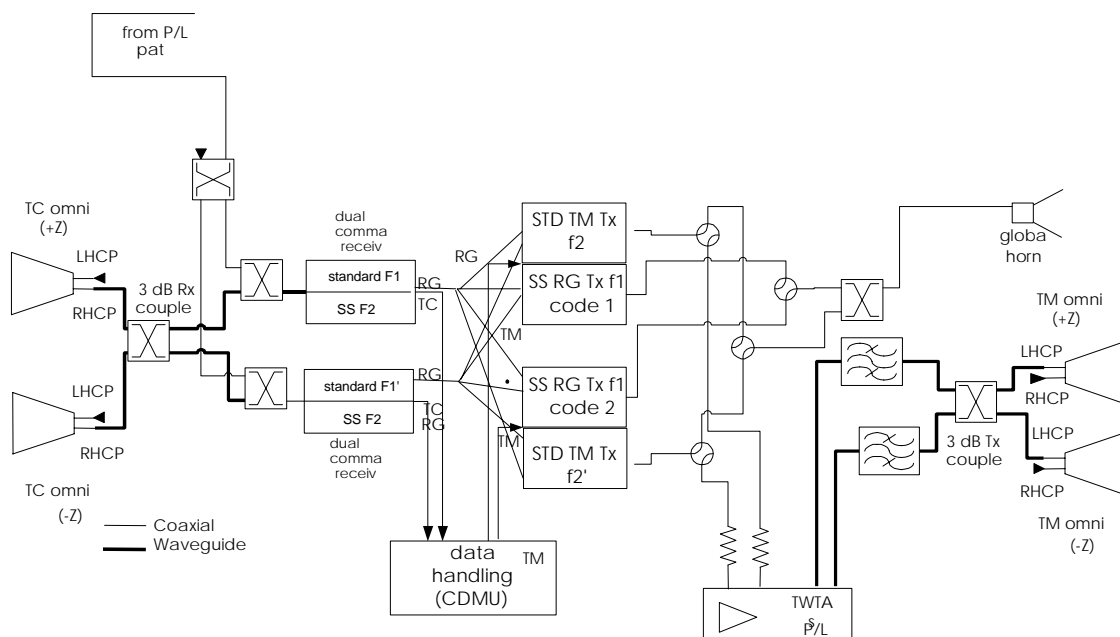 from P/L
pat
TC omni
(+Z)
LHCP
RHCP
3 dB Rx
couple
LHCP
RHCP
TC omni
(-Z)
Coaxial
Waveguide
dual
comma
receiv
standard F1
SS F2
RG
TC
standard F1'
SS F2
RG
TC
RG
dual
comma
receiv
RG
TM
TM
STD TM Tx
f2
SS RG Tx f1
code 1
SS RG Tx f1
code 2
STD TM Tx
f2'
data
handling
(CDMU)
TM
globa
horn
TM omni
(+Z)
LHCP
RHCP
3 dB Tx
couple
LHCP
RHCP
TM omni
(-Z)
TWTA
s
P/L